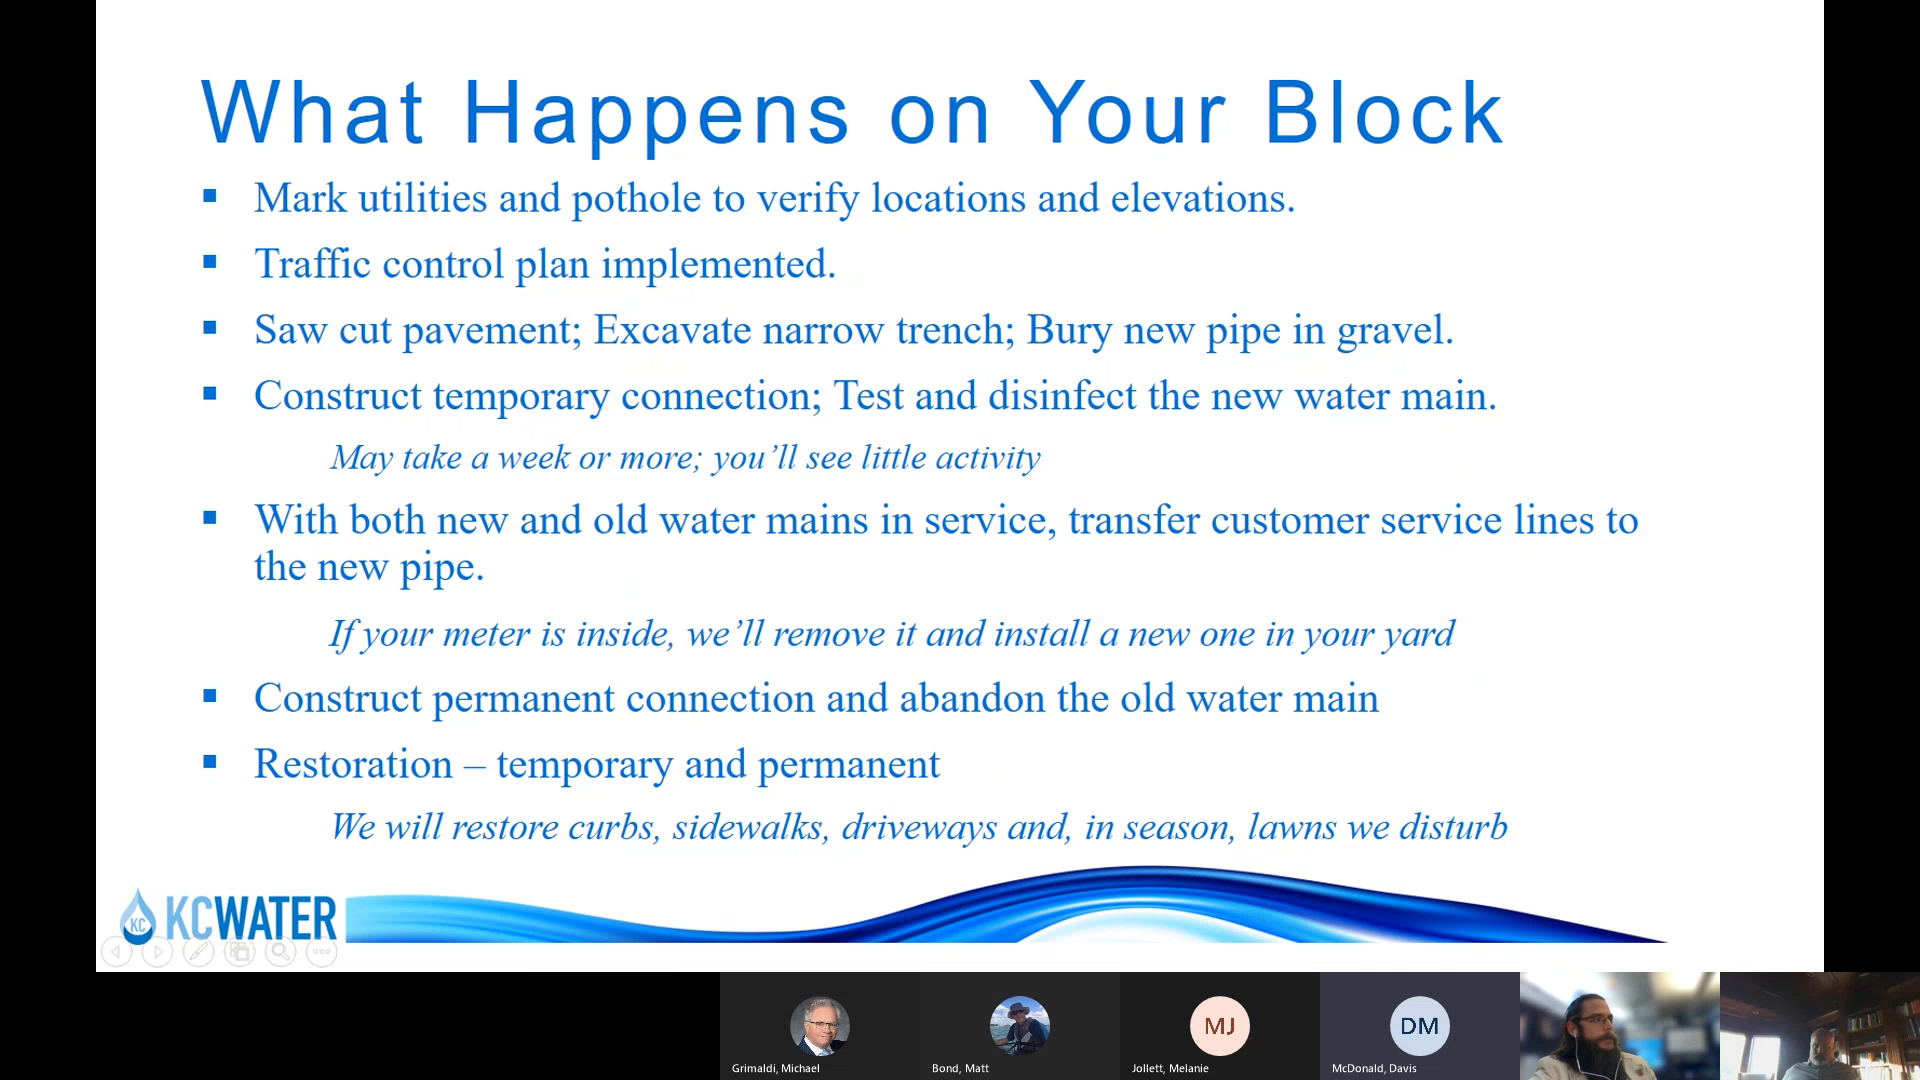 What Happens on Your Block
▪ Mark utilities and pothole to verify locations and elevations.
▪ Traffic control plan implemented.
▪ Saw cut pavement; Excavate narrow trench; Bury new pipe in gravel.
▪ Construct temporary connection; Test and disinfect the new water main.
May take a week or more; you’ll see little activity
▪ With both new and old water mains in service, transfer customer service lines to
the new pipe.
If your meter is inside, we’ll remove it and install a new one in your yard
▪ Construct permanent connection and abandon the old water main
▪ Restoration – temporary and permanent
We will restore curbs, sidewalks, driveways and, in season, lawns we disturb
KC KCWATER
MJ DM
Grimaldi, Michael Bond, Matt Jollett, Melanie McDonald, Davis